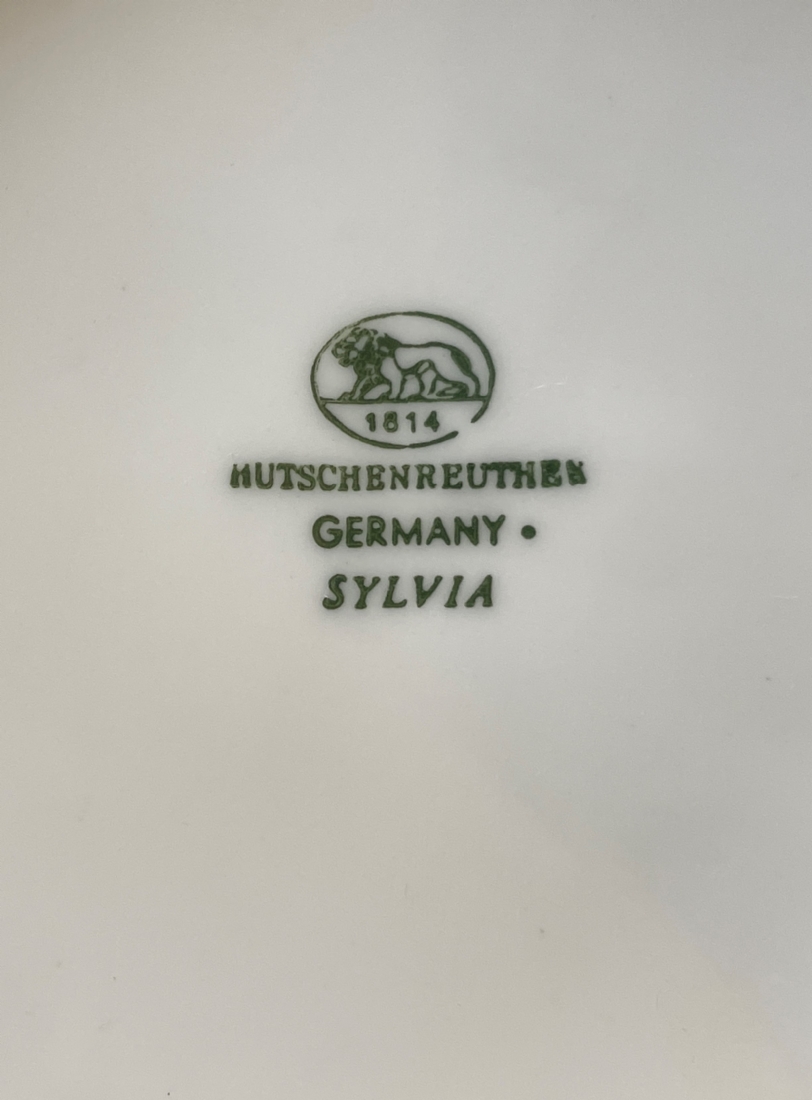 1814
HUTSCHENREUTHER
GERMANY •
SYLVIA